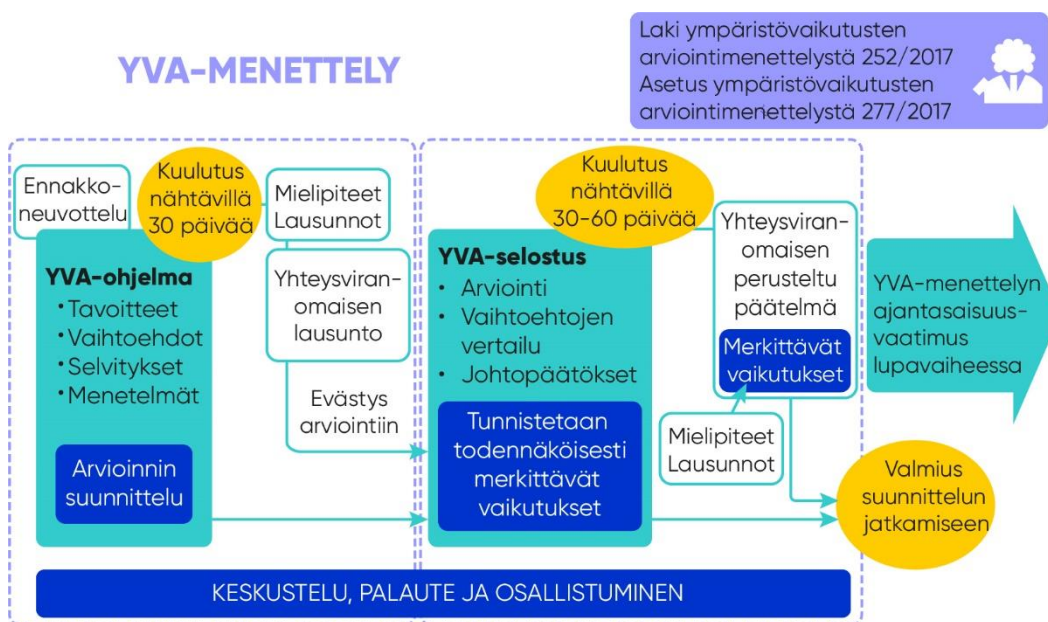 YVA-MENETTELY
Laki ympäristövaikutusten
arviointimenettelystä 252/2017
Asetus ympäristövaikutusten
arviointimenettelystä 277/2017
Ennakko-
neuvottelu
Kuulutus
nähtävillä
30 päivää
Mielipiteet
Lausunnot
YVA-ohjelma
• Tavoitteet
• Vaihtoehdot
• Selvitykset
• Menetelmät
Arvioinnin
suunnittelu
Yhteysviran-
omaisen
lausunto
Evästys
arviointiin
Kuulutus
nähtävillä
30-60 päivää
YVA-selostus
• Arviointi
• Vaihtoehtojen
vertailu
• Johtopäätökset
Tunnistetaan
todennäköisesti
merkittävät
vaikutukset
Yhteysviran-
omaisen
perusteltu
päätelmä
Merkittävät
vaikutukset
Mielipiteet
Lausunnot
YVA-menettelyn
ajantasaisuus-
vaatimus
lupavaiheessa
Valmius
suunnittelun
jatkamiseen
KESKUSTELU, PALAUTE JA OSALLISTUMINEN